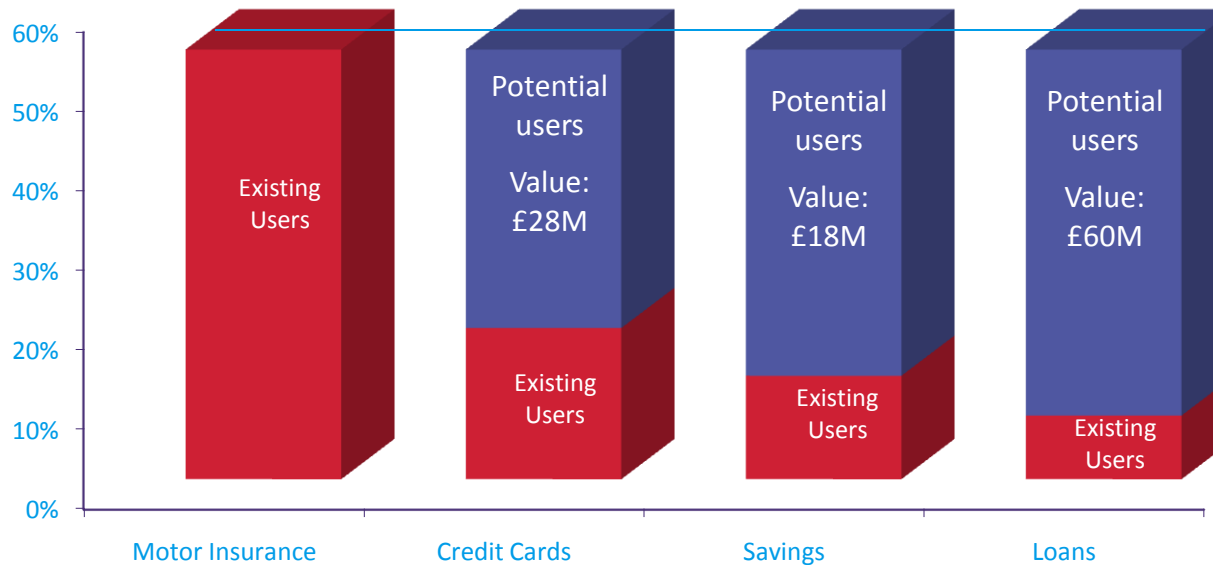 60%
50%
40%
30%
20%
10%
0%
Existing
Users
Potential
users
Value:
£28M
Existing
Users
Potential
users
Value:
£18M
Existing
Users
Potential
users
Value:
£60M
Existing
Users
Motor Insurance
Credit Cards
Savings
Loans